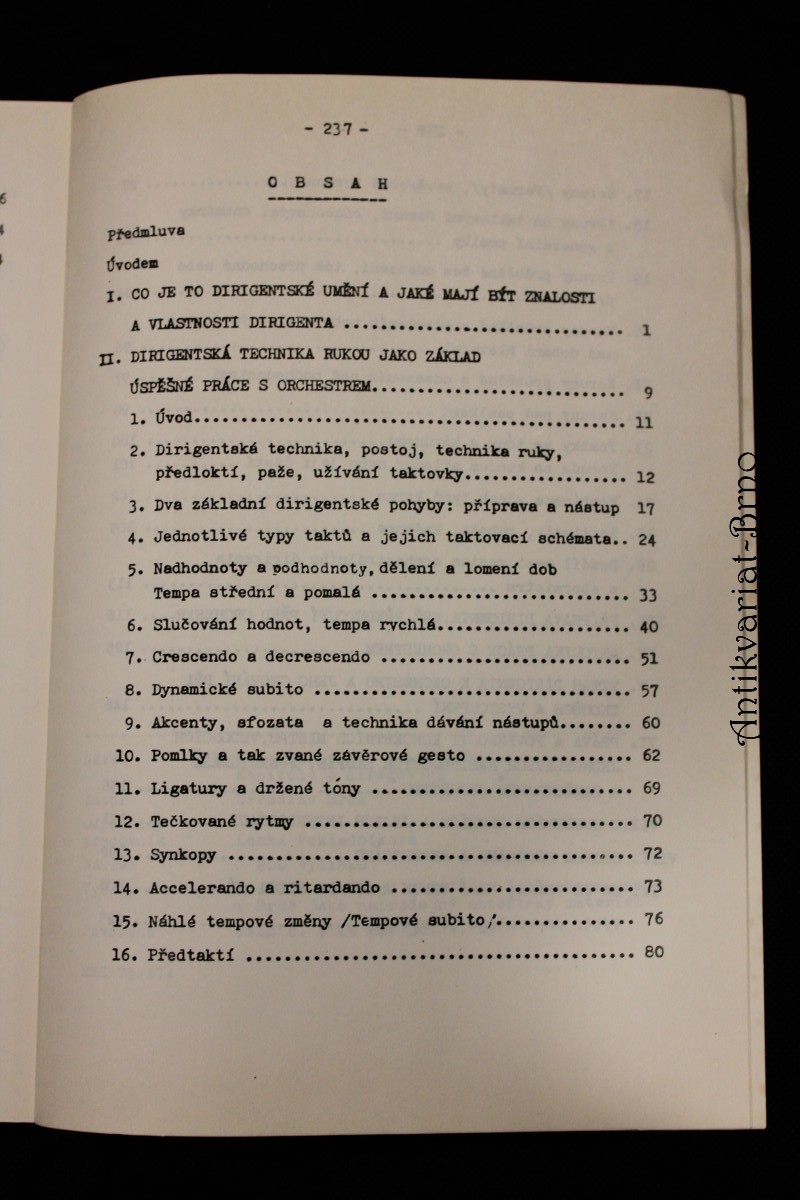 - 237 -
O B S A H
Předmluva
Úvodem
I. CO JE TO DIRIGENTSKÉ UMĚNÍ A JAKÉ MAJÍ BÝT ZNALOSTI
A VLASTNOSTI DIRIGENTA .............................. 1
II. DIRIGENTSKÁ TECHNIKA RUKOU JAKO ZÁKLAD
ÚSPĚŠNÉ PRÁCE S ORCHESTREM........................... 9
1. Úvod.............................................. 11
2. Dirigentská technika, postoj, technika ruky,
předloktí, paže, užívání taktovky................. 12
3. Dva základní dirigentské pohyby: příprava a nástup 17
4. Jednotlivé typy taktů a jejich taktovací schémata.. 24
5. Nadhodnoty a podhodnoty, dělení a lomení dob
Tempa střední a pomalá ............................ 33
6. Slučování hodnot, tempa rychlá..................... 40
7. Crescendo a decrescendo ........................... 51
8. Dynamické subito .................................. 57
9. Akcenty, sfozata a technika dávání nástupů........ 60
10. Pomlky a tak zvané závěrové gesto ................. 62
11. Ligatury a držené tóny ............................ 69
12. Tečkované rytmy ................................... 70
13. Synkopy ........................................... 72
14. Accelerando a ritardando .......................... 73
15. Náhlé tempové změny /Tempové subito/............... 76
16. Předtaktí ......................................... 80
6
4
Antikvariat-Brno